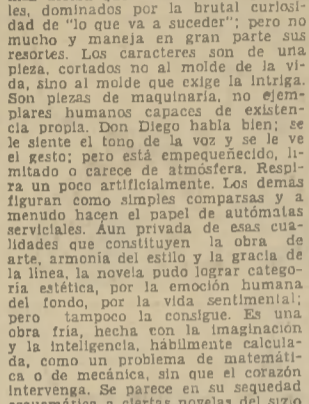 les, dominados por la brutal curiosi-
dad de "lo que va a suceder"; pero no
mucho y maneja en gran parte sus
resortes. Los caracteres son de una
pieza, cortados no al molde de la vi-
da, sino al molde que exige la intriga.
Son piezas de maquinaria, no ejem-
plares humanos capaces de existen-
cia propia. Don Diego habla bien; se
le siente el tono de la voz y se le ve
el gesto; pero está empequeñecido, li-
mitado o carece de atmósfera. Respi-
ra un poco artificialmente. Los demás
figuran como simples comparsas y a
menudo hacen el papel de autómatas
serviciales. Aun privada de esas cua-
lidades que constituyen la obra de
arte, armonía del estilo y la gracia de
la línea, la novela pudo lograr catego-
ría estética, por la emoción humana
del fondo, por la vida sentimental;
pero tampoco la consigue. Es una
obra fría, hecha con la imaginación
y la inteligencia, hábilmente calcula-
da, como un problema de matemáti-
ca o de mecánica, sin que el corazón
intervenga. Se parece en su sequedad
esquemática a ciertas novelas del siglo